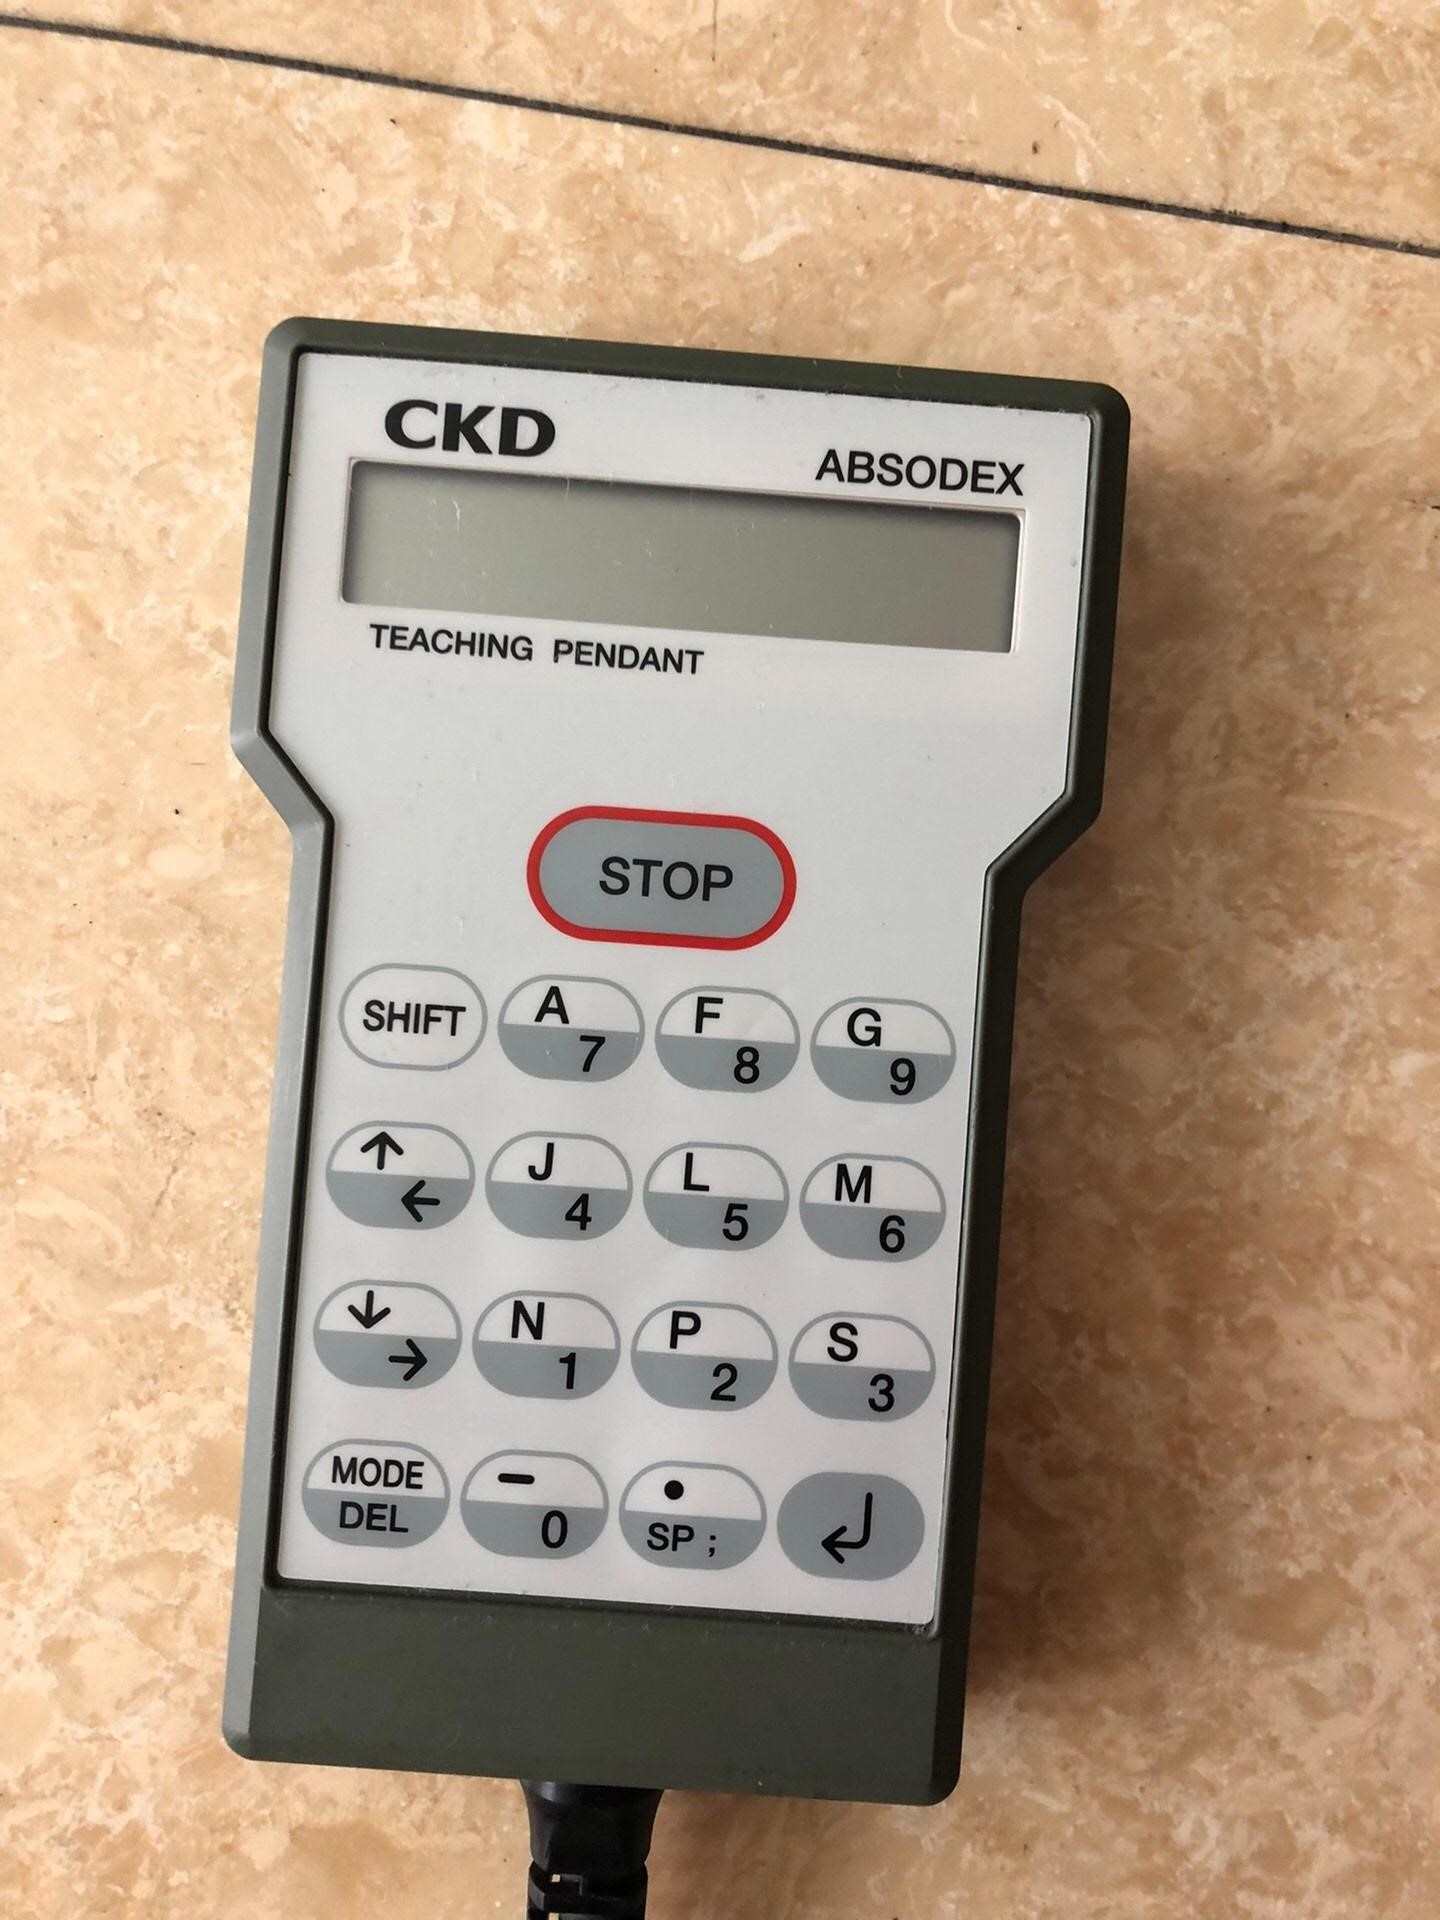 CKD
ABSODEX
TEACHING PENDANT
STOP
SHIFT A 7 F 8 G 9
↑ ← J 4 L 5 M 6
↓ → N 1 P 2 S 3
MODE DEL - 0 • SP ; ↵